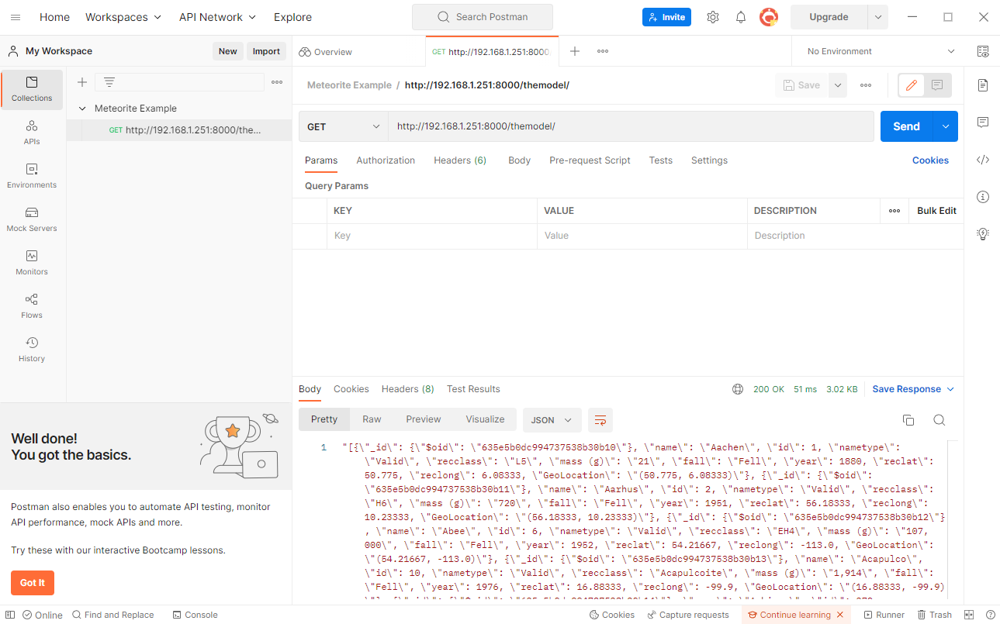 Home Workspaces API Network Explore Search Postman Invite Upgrade
My Workspace New Import Overview GET http://192.168.1.251:8000/ No Environment
Collections
APIs
Environments
Mock Servers
Monitors
Flows
History
Meteorite Example
GET http://192.168.1.251:8000/the...
Meteorite Example / http://192.168.1.251:8000/themodel/ Save
GET http://192.168.1.251:8000/themodel/ Send
Params Authorization Headers (6) Body Pre-request Script Tests Settings Cookies
Query Params
KEY VALUE DESCRIPTION Bulk Edit
Key Value Description
Well done!
You got the basics.
Postman also enables you to automate API testing, monitor
API performance, mock APIs and more.
Try these with our interactive Bootcamp lessons.
Got It
Body Cookies Headers (8) Test Results 200 OK 51 ms 3.02 KB Save Response
Pretty Raw Preview Visualize JSON
1 "[{\"_id\": {\"$oid\": \"635e5b0dc994737538b30b10\"}, \"name\": \"Aachen\", \"id\": 1, \"nametype\":
\"Valid\", \"recclass\": \"L5\", \"mass (g)\": \"21\", \"fall\": \"Fell\", \"year\": 1880, \"reclat\":
50.775, \"reclong\": 6.08333, \"GeoLocation\": \"(50.775, 6.08333)\"}, {\"_id\": {\"$oid\":
\"635e5b0dc994737538b30b11\"}, \"name\": \"Aarhus\", \"id\": 2, \"nametype\": \"Valid\", \"recclass\":
\"H6\", \"mass (g)\": \"720\", \"fall\": \"Fell\", \"year\": 1951, \"reclat\": 56.18333, \"reclong\":
10.23333, \"GeoLocation\": \"(56.18333, 10.23333)\"}, {\"_id\": {\"$oid\": \"635e5b0dc994737538b30b12\"}
, \"name\": \"Abee\", \"id\": 6, \"nametype\": \"Valid\", \"recclass\": \"EH4\", \"mass (g)\": \"107,
000\", \"fall\": \"Fell\", \"year\": 1952, \"reclat\": 54.21667, \"reclong\": -113.0, \"GeoLocation\":
\"(54.21667, -113.0)\"}, {\"_id\": {\"$oid\": \"635e5b0dc994737538b30b13\"}, \"name\": \"Acapulco\",
\"id\": 10, \"nametype\": \"Valid\", \"recclass\": \"Acapulcoite\", \"mass (g)\": \"1,914\", \"fall\":
\"Fell\", \"year\": 1976, \"reclat\": 16.88333, \"reclong\": -99.9, \"GeoLocation\": \"(16.88333, -99.9)
Online Find and Replace Console Cookies Capture requests Continue learning Runner Trash